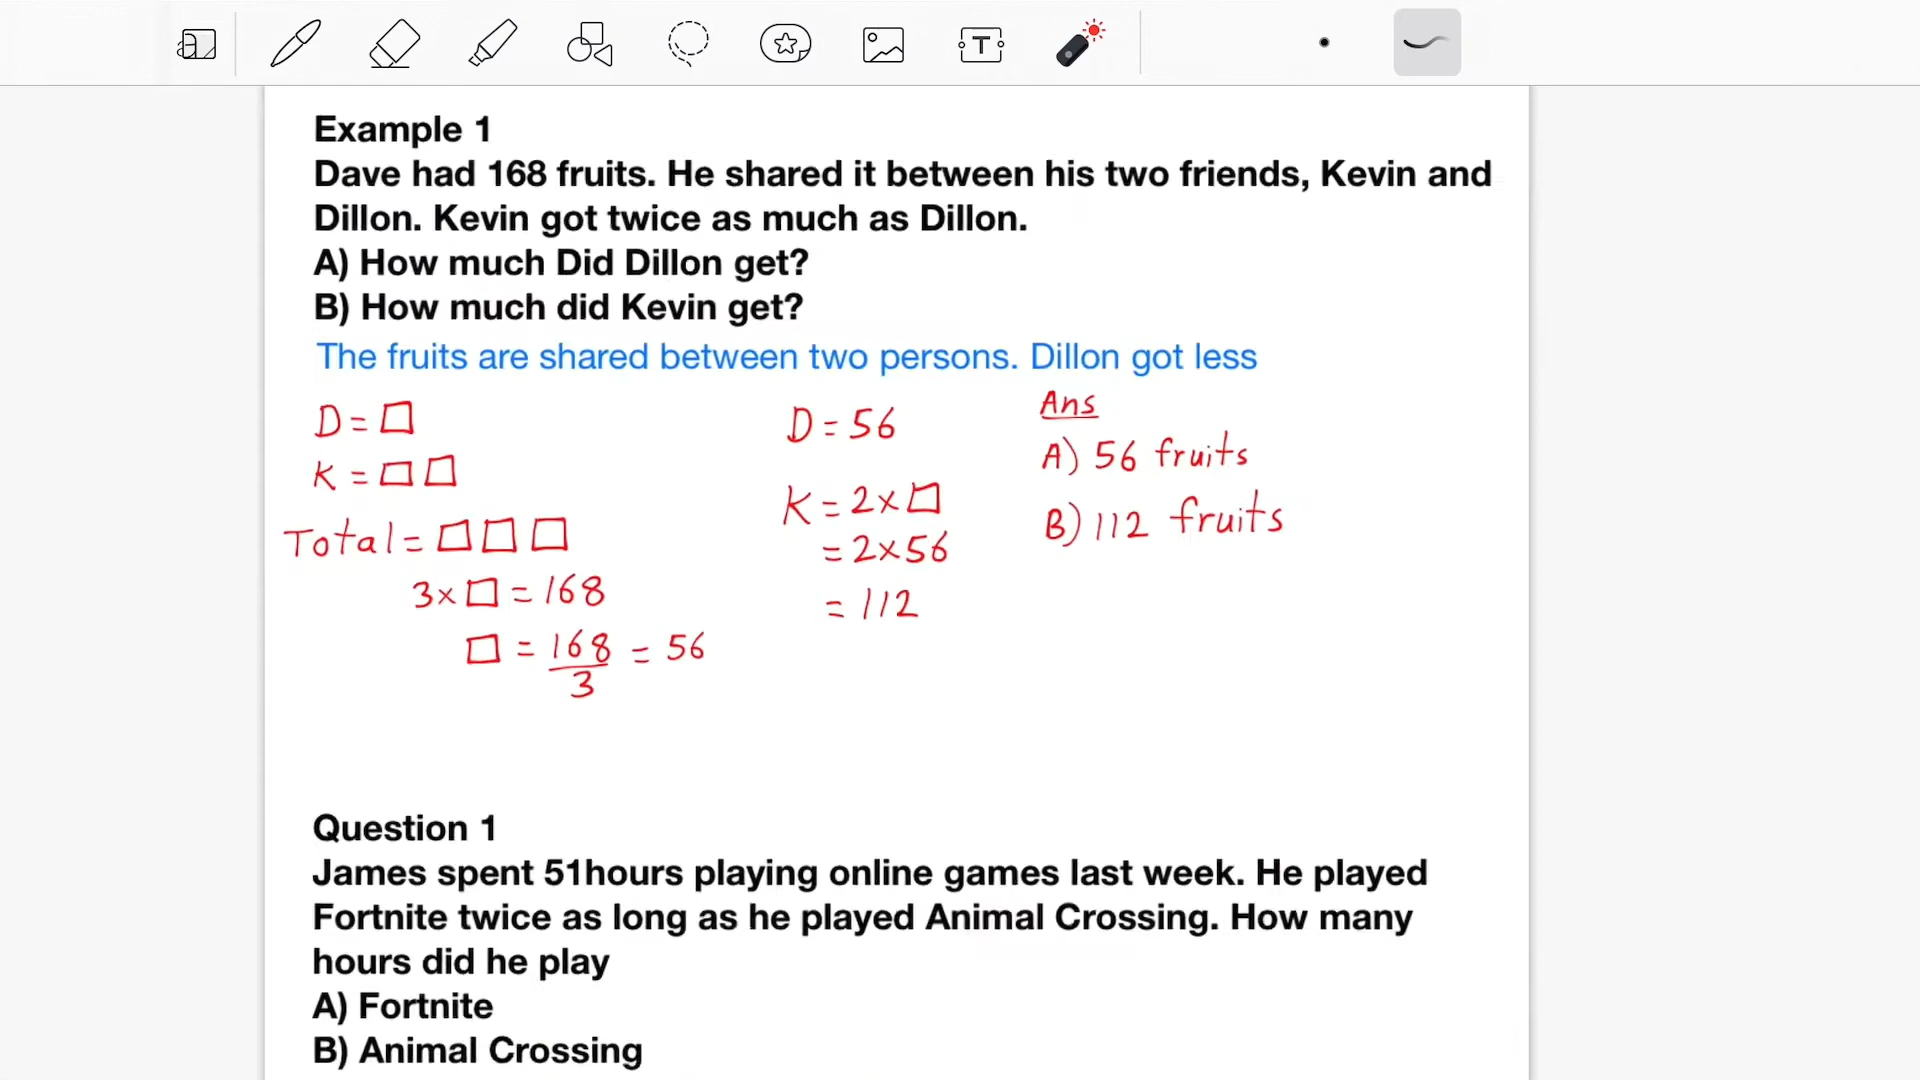 T
Example 1
Dave had 168 fruits. He shared it between his two friends, Kevin and
Dillon. Kevin got twice as much as Dillon.
A) How much Did Dillon get?
B) How much did Kevin get?
The fruits are shared between two persons. Dillon got less
D = □
K = □ □
Total = □ □ □
3 × □ = 168
□ = 168/3 = 56
D = 56
K = 2 × □
= 2 × 56
= 112
Ans
A) 56 fruits
B) 112 fruits
Question 1
James spent 51hours playing online games last week. He played
Fortnite twice as long as he played Animal Crossing. How many
hours did he play
A) Fortnite
B) Animal Crossing